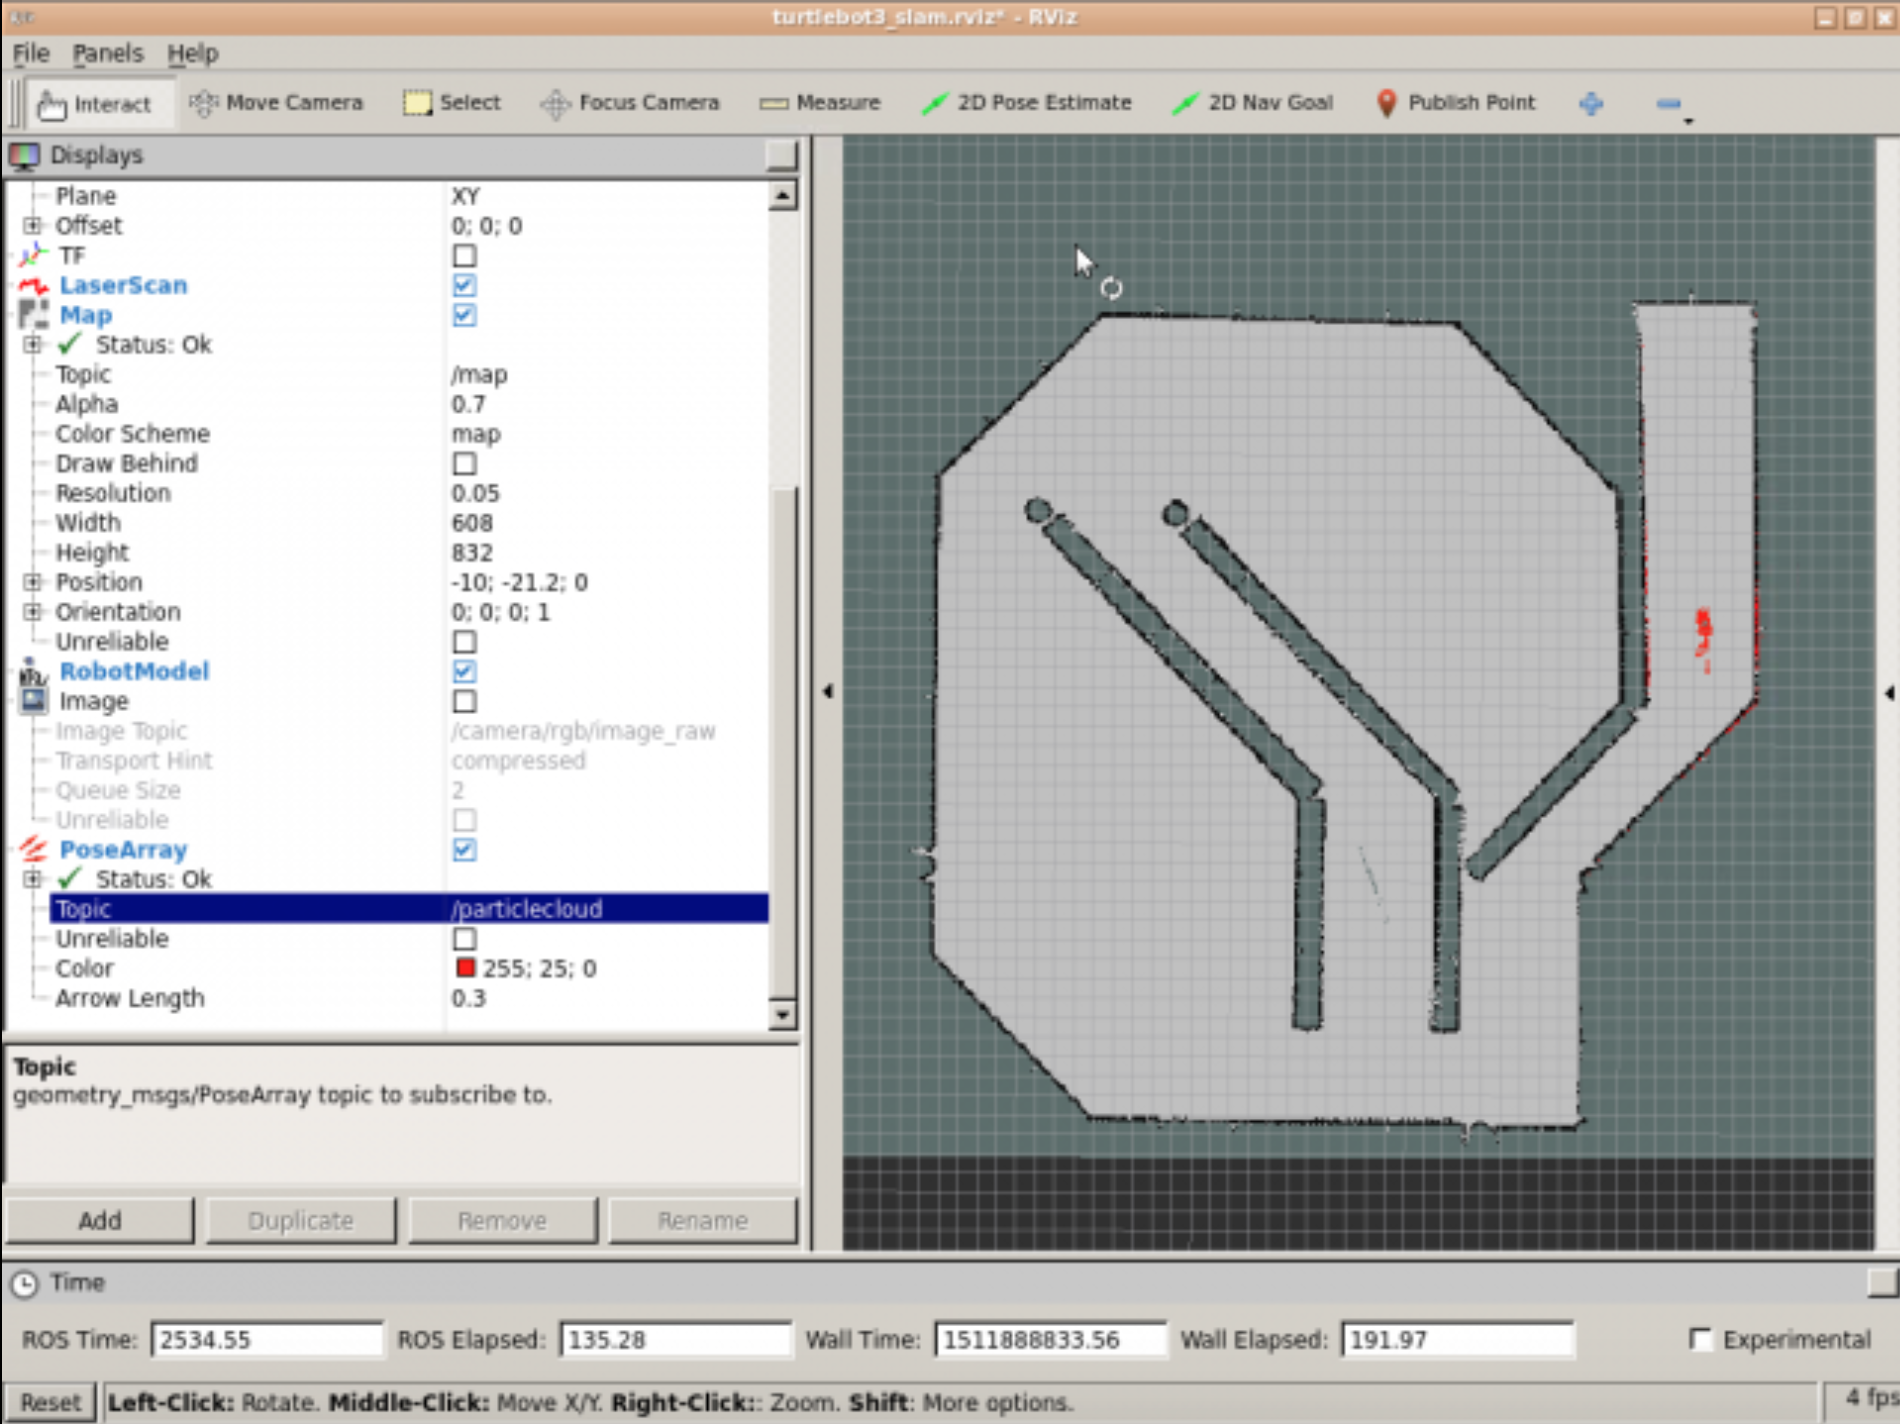 turtlebot3_slam.rviz* - RViz
File Panels Help
Interact Move Camera Select Focus Camera Measure 2D Pose Estimate 2D Nav Goal Publish Point
Displays
Plane XY
Offset 0; 0; 0
TF
LaserScan
Map
Status: Ok
Topic /map
Alpha 0.7
Color Scheme map
Draw Behind
Resolution 0.05
Width 608
Height 832
Position -10; -21.2; 0
Orientation 0; 0; 0; 1
Unreliable
RobotModel
Image
Image Topic /camera/rgb/image_raw
Transport Hint compressed
Queue Size 2
Unreliable
PoseArray
Status: Ok
Topic /particlecloud
Unreliable
Color 255; 25; 0
Arrow Length 0.3
Topic
geometry_msgs/PoseArray topic to subscribe to.
Add Duplicate Remove Rename
Time
ROS Time: 2534.55 ROS Elapsed: 135.28 Wall Time: 1511888833.56 Wall Elapsed: 191.97 Experimental
Reset Left-Click: Rotate. Middle-Click: Move X/Y. Right-Click:: Zoom. Shift: More options. 4 fps